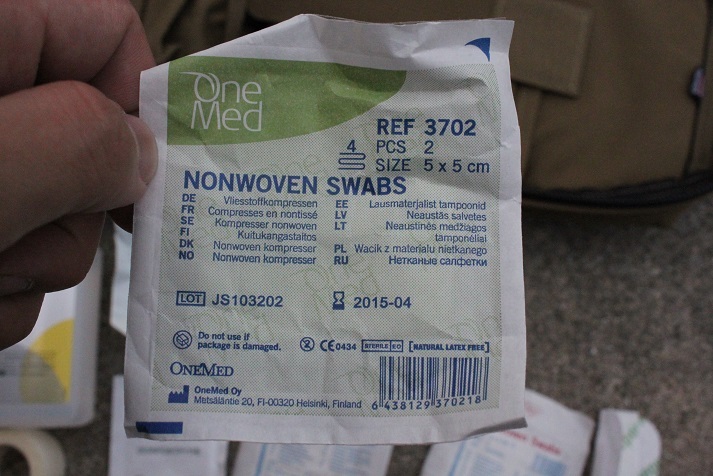 One
Med
REF 3702
4 PCS 2
SIZE 5 x 5 cm
NONWOVEN SWABS
DE Vliesstoffkompressen
FR Compresses en nontissé
SE Kompresser nonwoven
FI Kuitukangastaitos
DK Nonwoven kompresser
NO Nonwoven kompresser
EE Lausmaterjalist tampoonid
LV Neaustās salvetes
LT Neaustinės medžiagos
tamponėliai
PL Wacik z materialu nietkanego
RU Нетканые салфетки
LOT JS103202
2015-04
Do not use if
package is damaged.
2 CE0434 STERILE EO [NATURAL LATEX FREE]
ONEMED
OneMed Oy
Metsäläntie 20, FI-00320 Helsinki, Finland
6 438129 370218